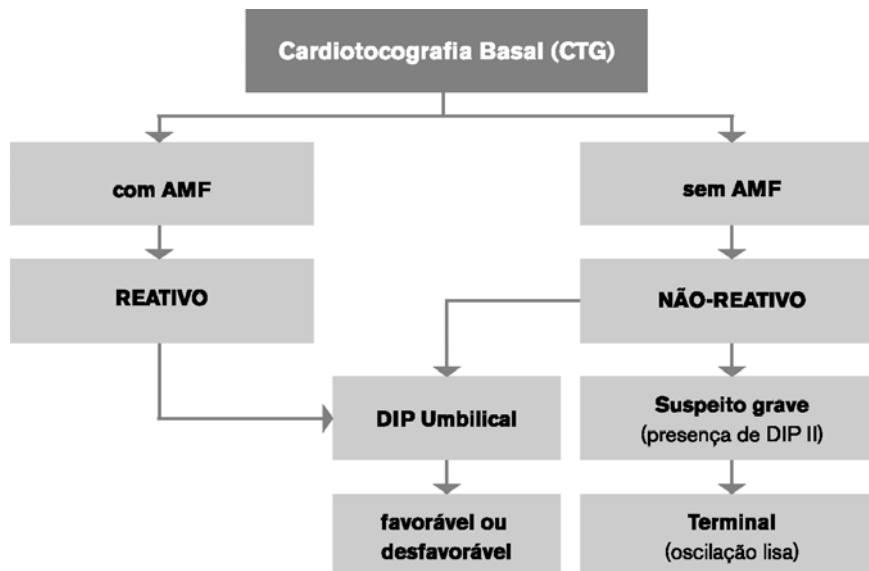 Cardiotocografia Basal (CTG)
com AMF
sem AMF
REATIVO
NÃO-REATIVO
DIP Umbilical
Suspeito grave
(presença de DIP II)
favorável ou
desfavorável
Terminal
(oscilação lisa)